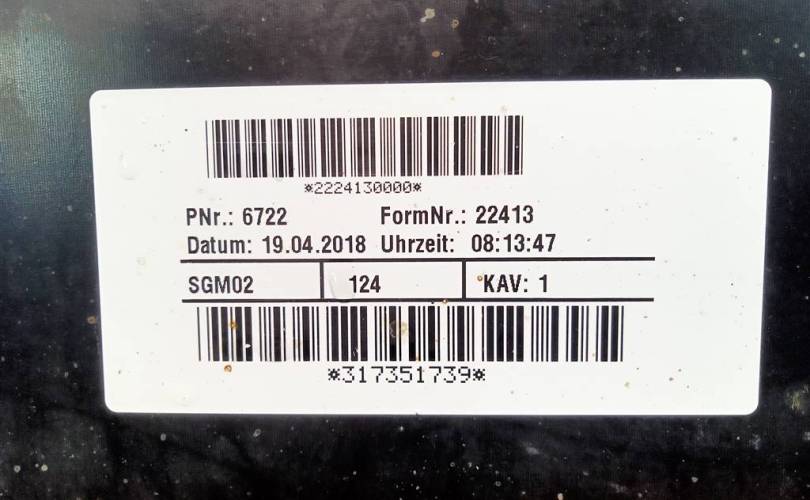 *2224130000*
PNr.: 6722 FormNr.: 22413
Datum: 19.04.2018 Uhrzeit: 08:13:47
SGM02 124 KAV: 1
*317351739*